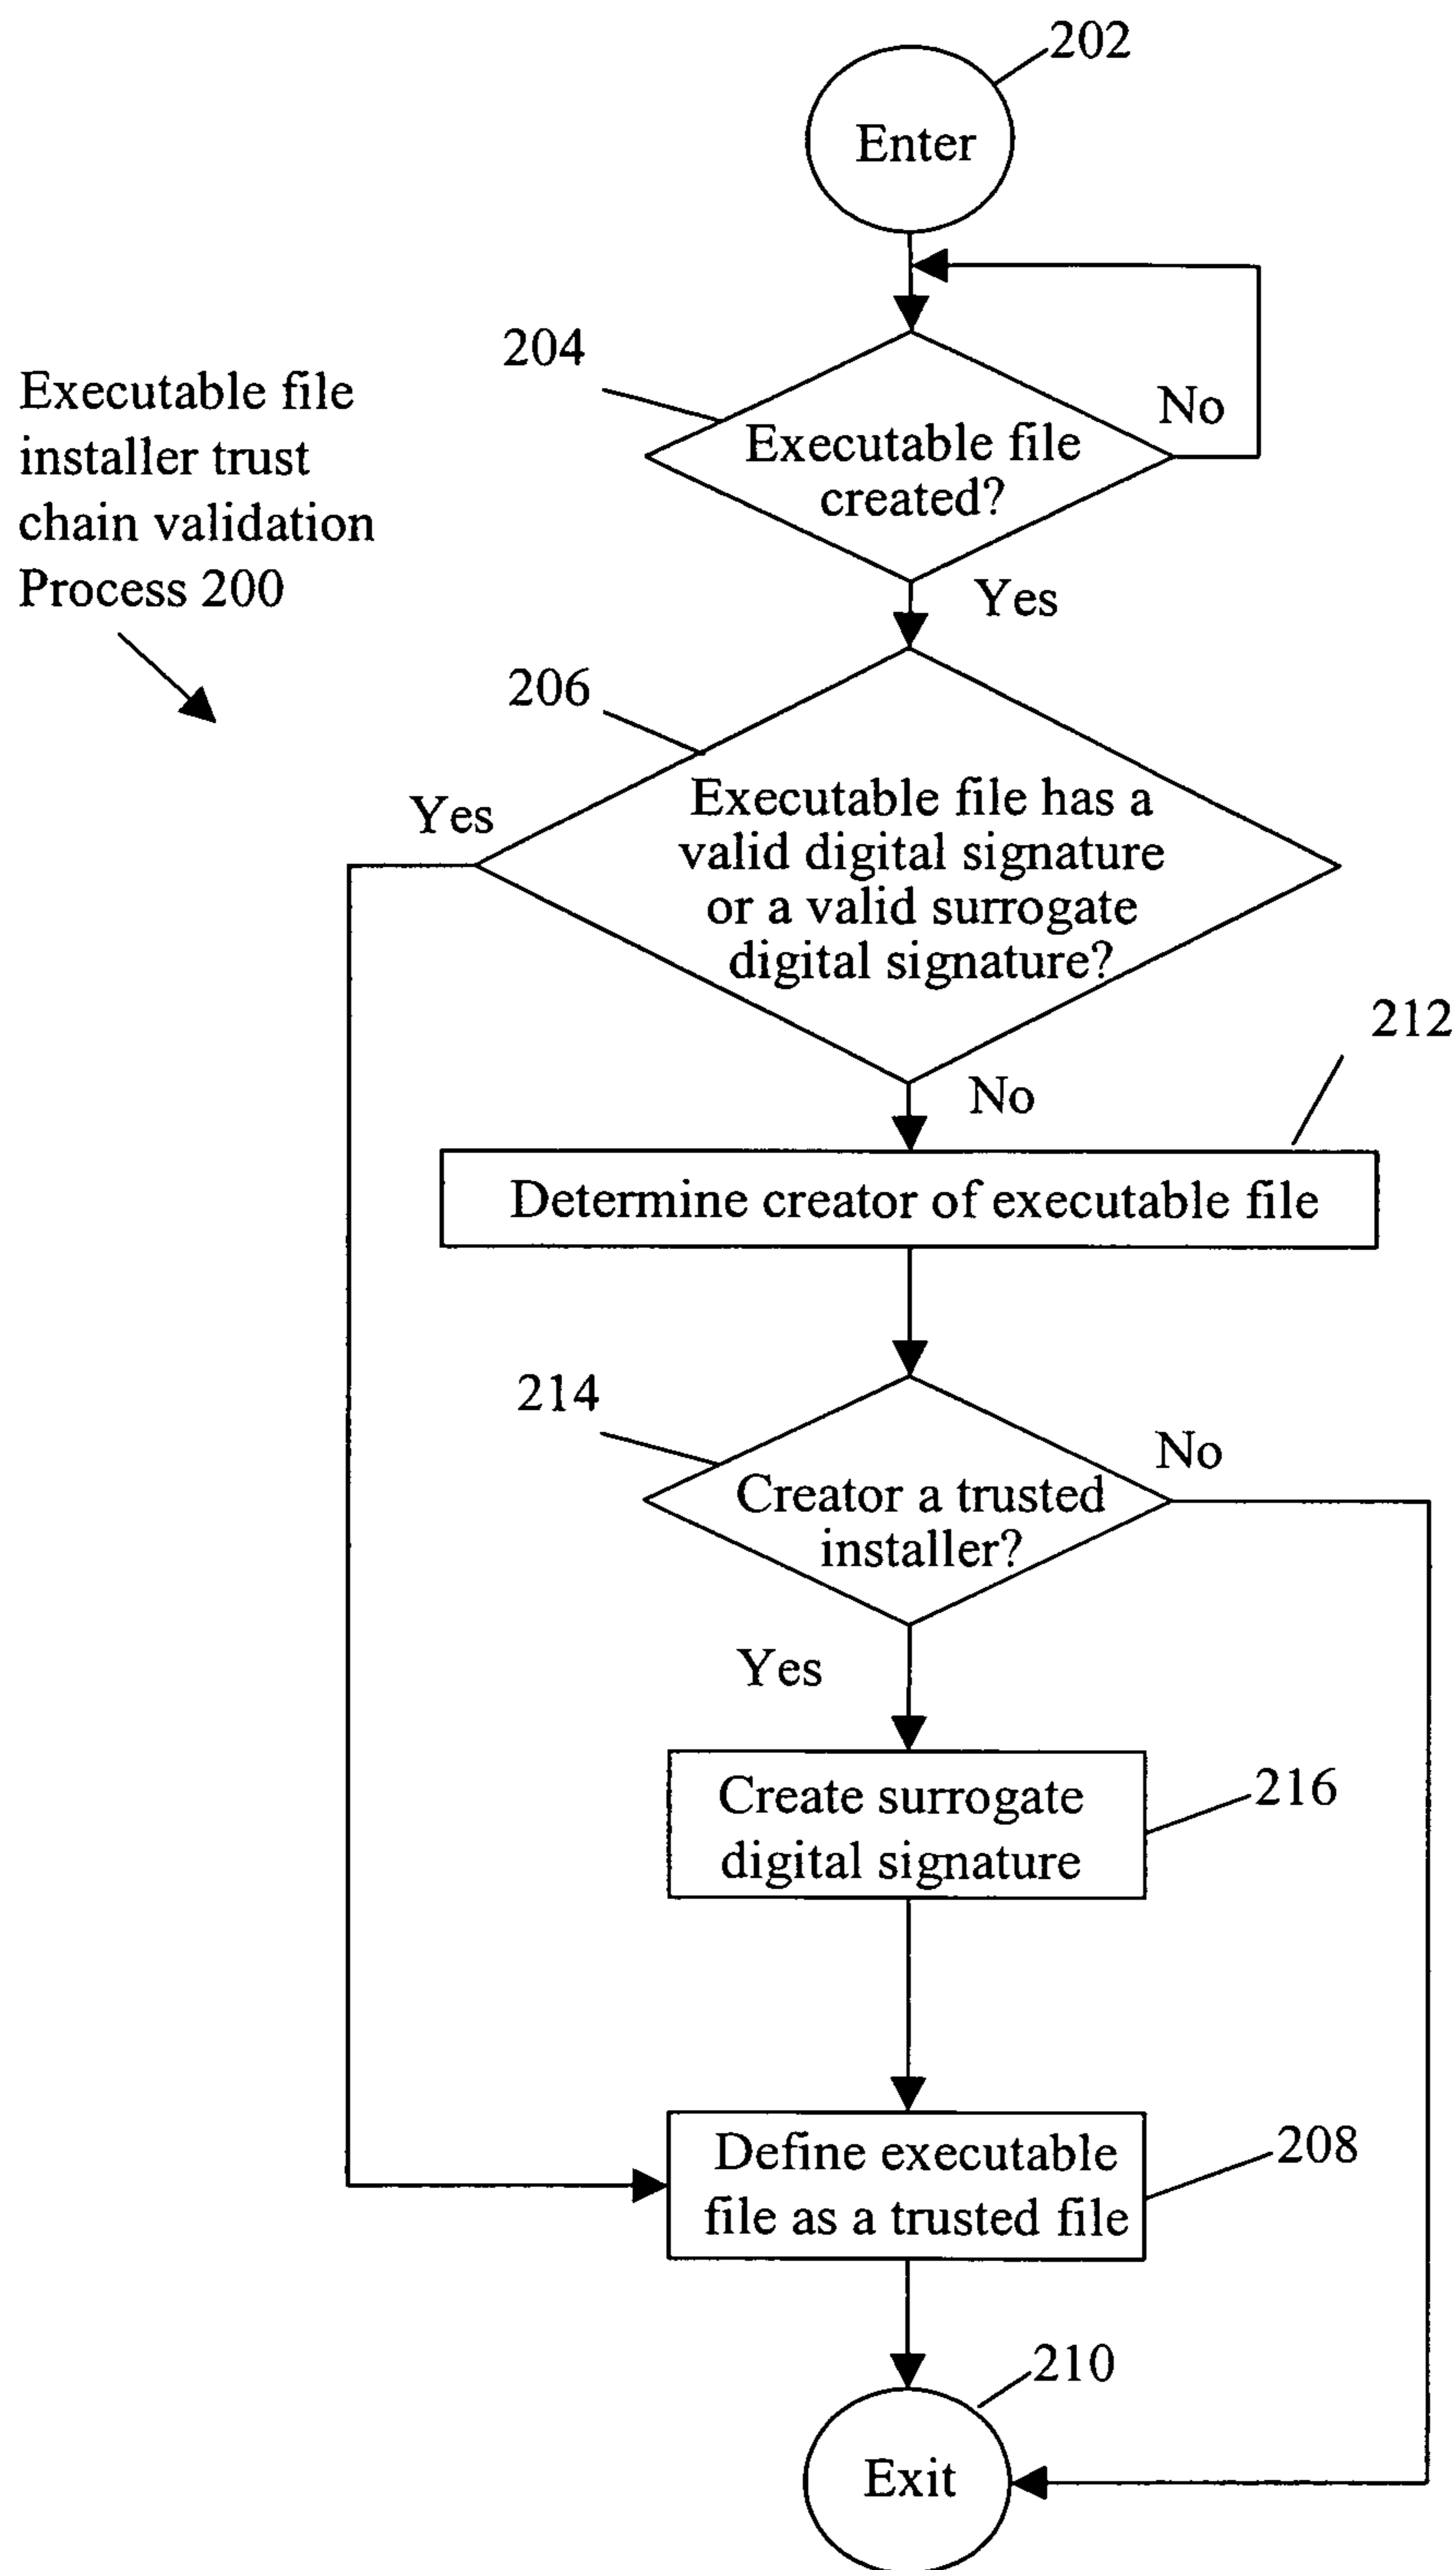 202
Enter
204
No
Executable file
created?
Executable file
installer trust
chain validation
Process 200
Yes
206
Yes
Executable file has a
valid digital signature
or a valid surrogate
digital signature?
212
No
Determine creator of executable file
214
No
Creator a trusted
installer?
Yes
Create surrogate
digital signature
216
Define executable
file as a trusted file
208
210
Exit